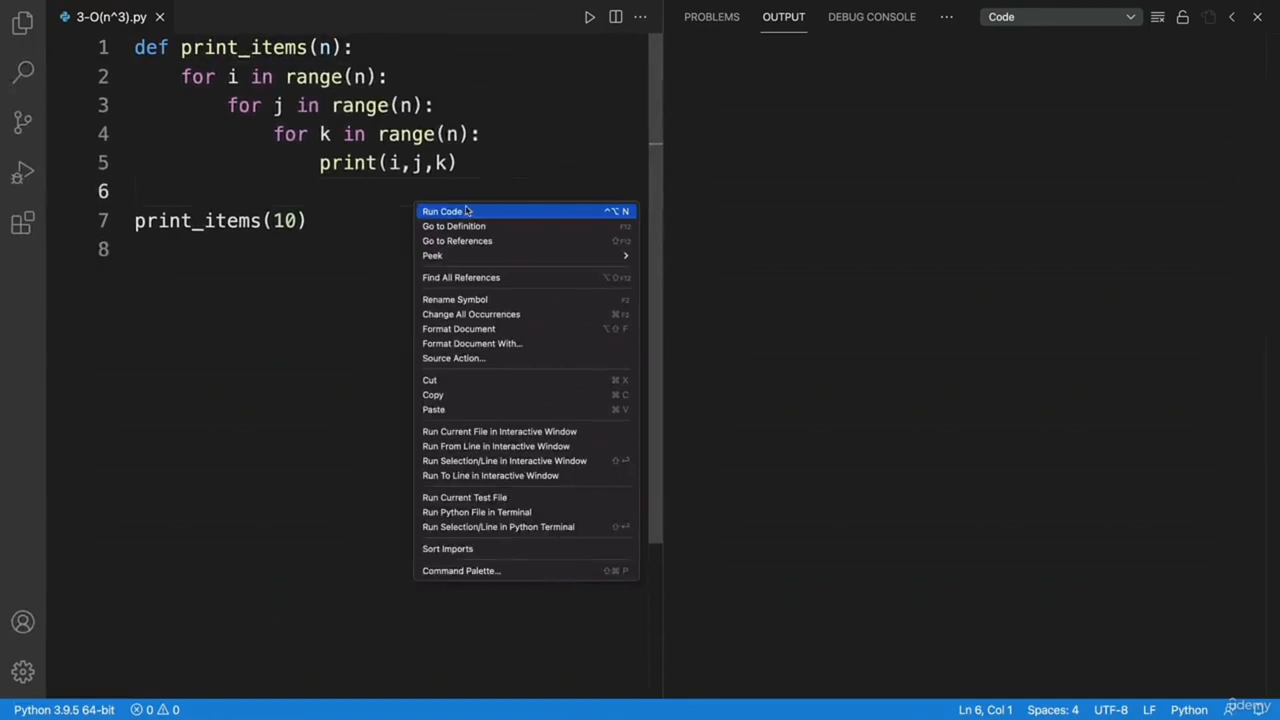 3-O(n^3).py
PROBLEMS OUTPUT DEBUG CONSOLE ··· Code
1 def print_items(n):
2     for i in range(n):
3         for j in range(n):
4             for k in range(n):
5                 print(i,j,k)
6
7 print_items(10)
8
Run Code ^⌥ N
Go to Definition F12
Go to References ⇧F12
Peek
Find All References ⌥⇧F12
Rename Symbol F2
Change All Occurrences ⌘F2
Format Document ⌥⇧ F
Format Document With...
Source Action...
Cut ⌘ X
Copy ⌘ C
Paste ⌘ V
Run Current File in Interactive Window
Run From Line in Interactive Window
Run Selection/Line in Interactive Window ⇧⏎
Run To Line in Interactive Window
Run Current Test File
Run Python File in Terminal
Run Selection/Line in Python Terminal ⇧⏎
Sort Imports
Command Palette... ⇧⌘ P
Python 3.9.5 64-bit 0 0 Ln 6, Col 1 Spaces: 4 UTF-8 LF Python
udemy